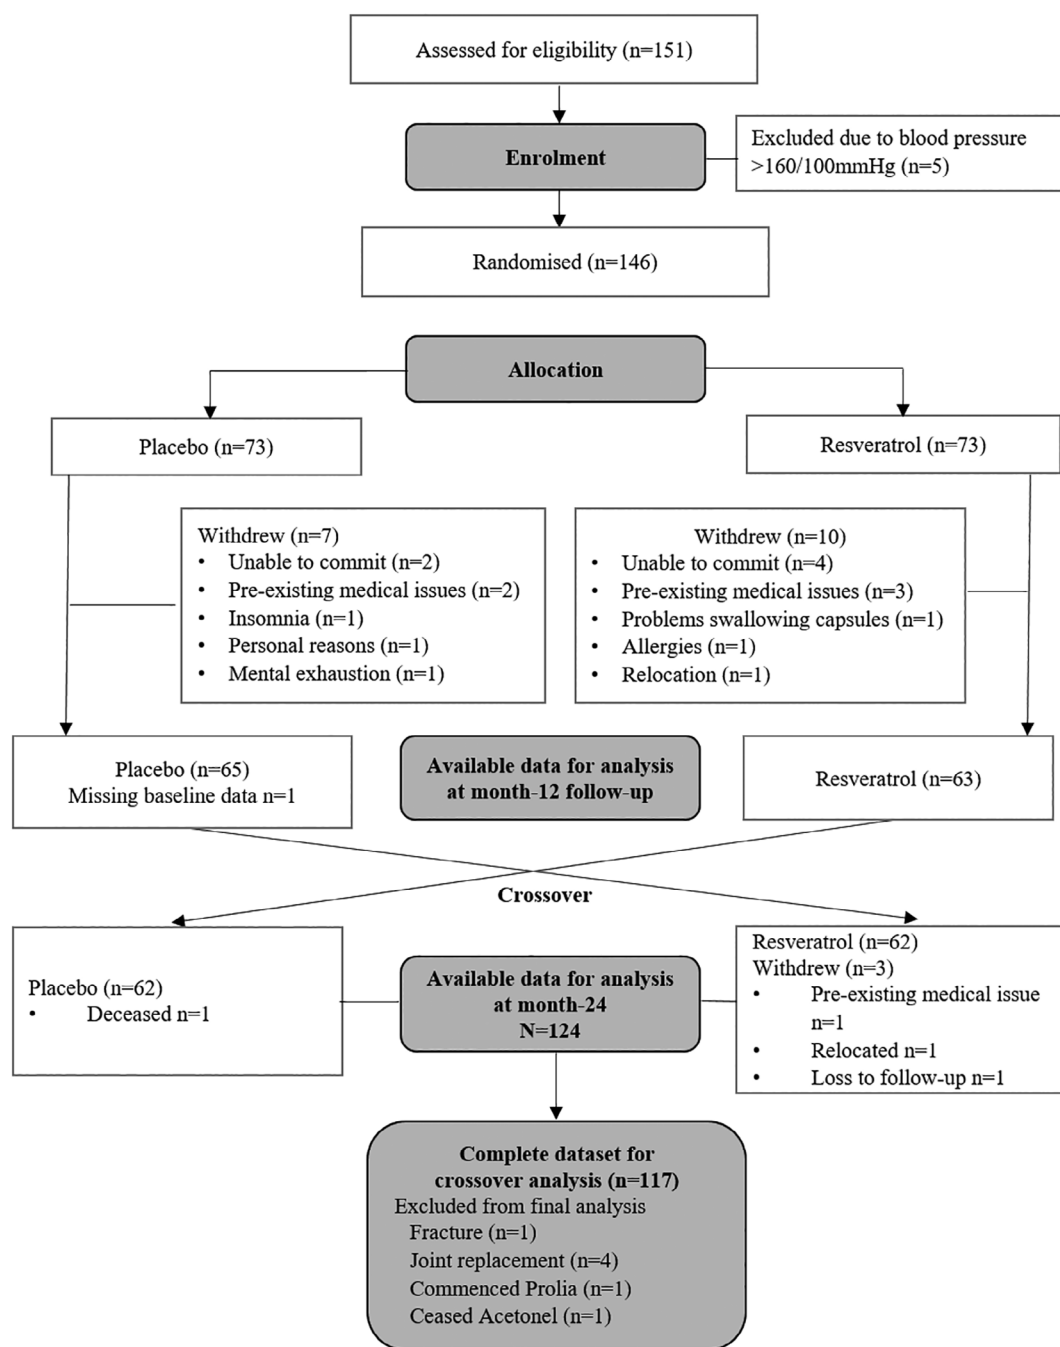 Assessed for eligibility (n=151)
Enrolment
Excluded due to blood pressure
>160/100mmHg (n=5)
Randomised (n=146)
Allocation
Placebo (n=73)
Resveratrol (n=73)
Withdrew (n=7)
• Unable to commit (n=2)
• Pre-existing medical issues (n=2)
• Insomnia (n=1)
• Personal reasons (n=1)
• Mental exhaustion (n=1)
Withdrew (n=10)
• Unable to commit (n=4)
• Pre-existing medical issues (n=3)
• Problems swallowing capsules (n=1)
• Allergies (n=1)
• Relocation (n=1)
Placebo (n=65)
Missing baseline data n=1
Available data for analysis
at month-12 follow-up
Resveratrol (n=63)
Crossover
Placebo (n=62)
• Deceased n=1
Available data for analysis
at month-24
N=124
Resveratrol (n=62)
Withdrew (n=3)
• Pre-existing medical issue
n=1
• Relocated n=1
• Loss to follow-up n=1
Complete dataset for
crossover analysis (n=117)
Excluded from final analysis
Fracture (n=1)
Joint replacement (n=4)
Commenced Prolia (n=1)
Ceased Acetonel (n=1)